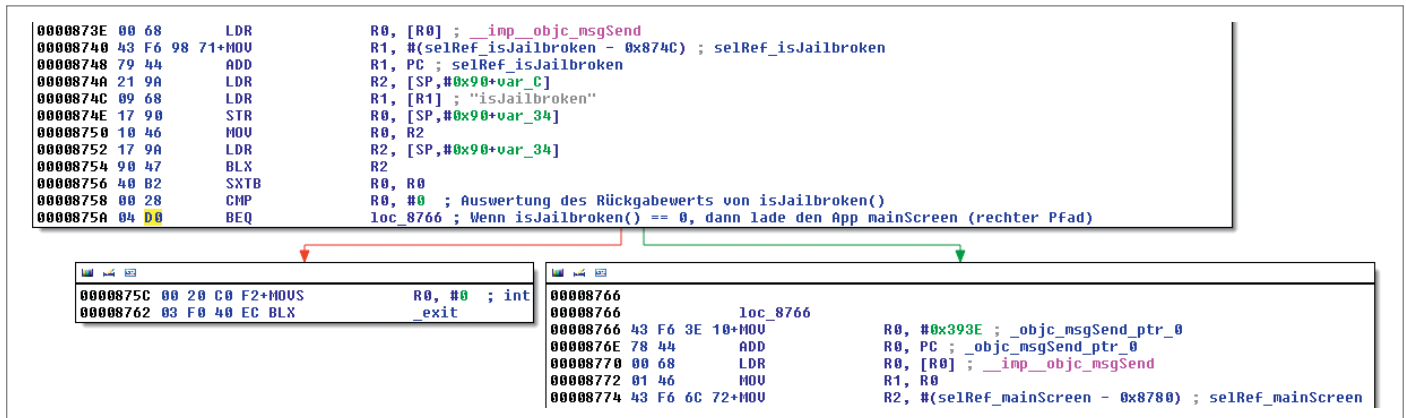 0000873E 00 68 LDR R0, [R0] ; __imp__objc_msgSend
00008740 43 F6 98 71+MOV R1, #(selRef_isJailbroken - 0x874C) ; selRef_isJailbroken
00008748 79 44 ADD R1, PC ; selRef_isJailbroken
0000874A 21 9A LDR R2, [SP,#0x90+var_C]
0000874C 09 68 LDR R1, [R1] ; "isJailbroken"
0000874E 17 90 STR R0, [SP,#0x90+var_34]
00008750 10 46 MOV R0, R2
00008752 17 9A LDR R2, [SP,#0x90+var_34]
00008754 90 47 BLX R2
00008756 40 B2 SXTB R0, R0
00008758 00 28 CMP R0, #0 ; Auswertung des Rückgabewerts von isJailbroken()
0000875A 04 D0 BEQ loc_8766 ; Wenn isJailbroken() == 0, dann lade den App mainScreen (rechter Pfad)
0000875C 00 20 C0 F2+MOVS R0, #0 ; int
00008762 03 F0 40 EC BLX _exit
00008766
00008766 loc_8766
00008766 43 F6 3E 10+MOV R0, #0x393E ; _objc_msgSend_ptr_0
0000876E 78 44 ADD R0, PC ; _objc_msgSend_ptr_0
00008770 00 68 LDR R0, [R0] ; __imp__objc_msgSend
00008772 01 46 MOV R1, R0
00008774 43 F6 6C 72+MOV R2, #(selRef_mainScreen - 0x8780) ; selRef_mainScreen